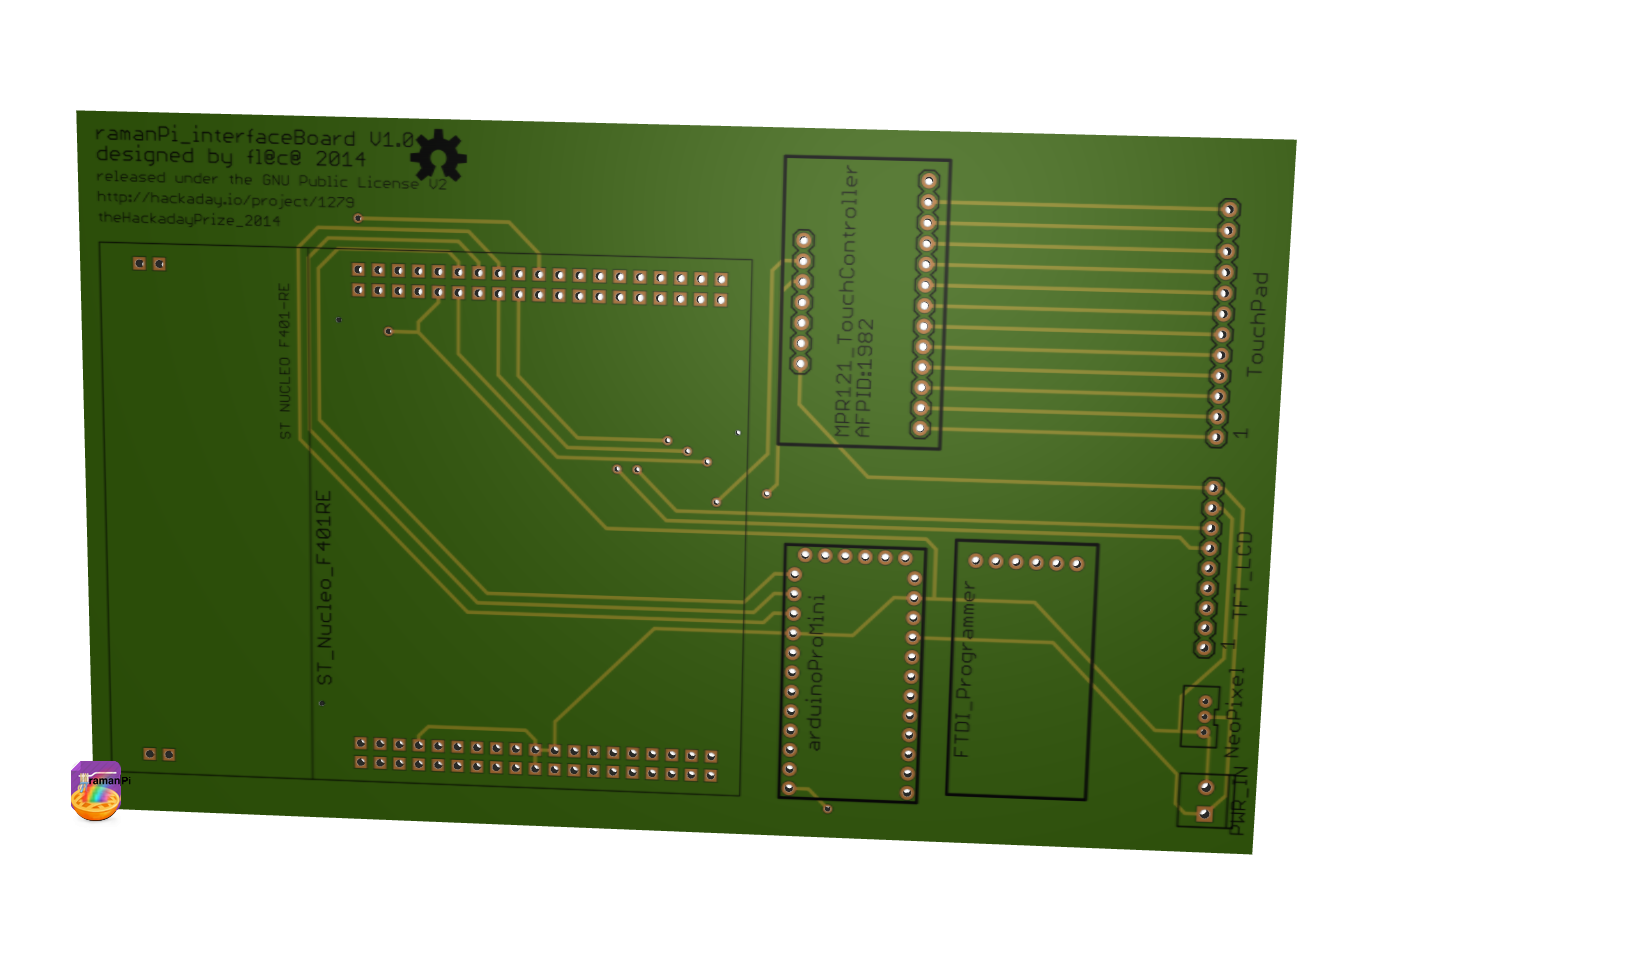 ramanPi_interfaceBoard V1.0
designed by fl@c@ 2014
released under the GNU Public License V2
http://hackaday.io/project/1279
theHackadayPrize_2014
ST NUCLEO F401-RE
ST_Nucleo_F401RE
MPR121_TouchController
AFPID:1982
TouchPad
1
TFT_LCD
1
arduinoProMini
FTDI_Programmer
NeoPixel
PWR_IN
ramanPi